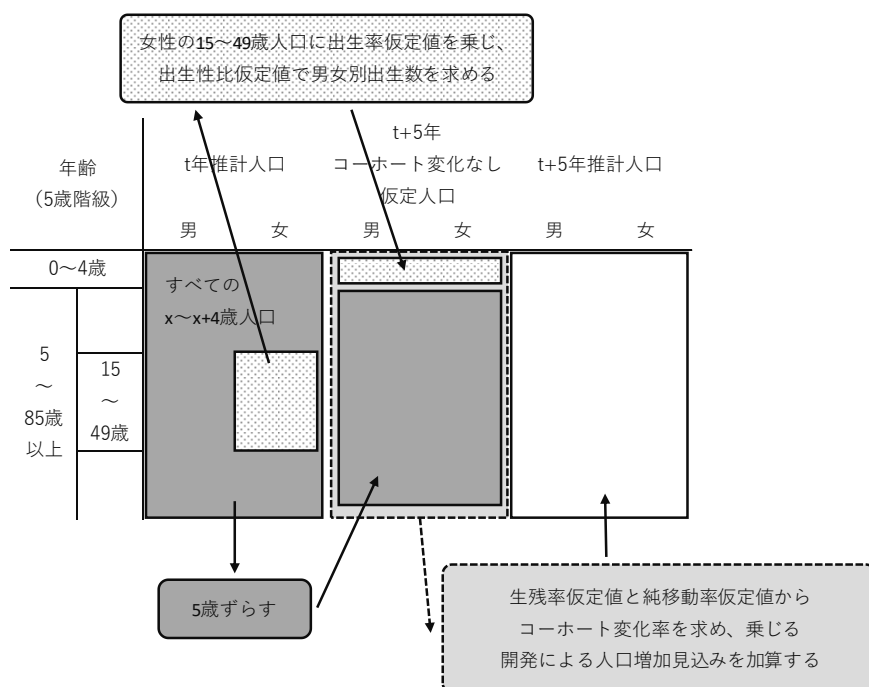 女性の15～49歳人口に出生率仮定値を乗じ、
出生性比仮定値で男女別出生数を求める
年齢
（5歳階級）
t年推計人口
t+5年
コーホート変化なし
仮定人口
t+5年推計人口
男
女
男
女
男
女
0～4歳
すべての
x～x+4歳人口
5
～
85歳
以上
15
～
49歳
5歳ずらす
生残率仮定値と純移動率仮定値から
コーホート変化率を求め、乗じる
開発による人口増加見込みを加算する